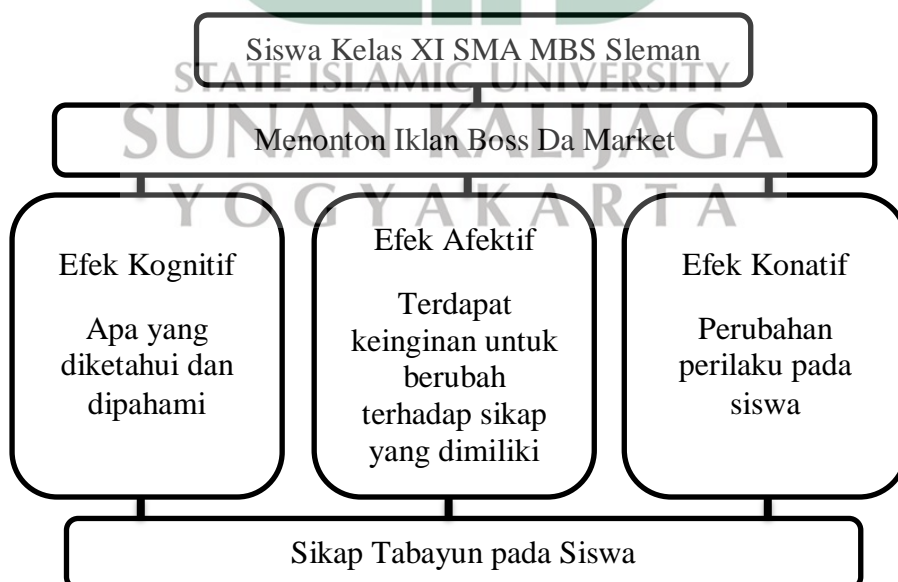 Siswa Kelas XI SMA MBS Sleman
STATE ISLAMIC UNIVERSITY
SUNAN KALIJAGA
Menonton Iklan Boss Da Market
YOGYAKARTA
Efek Kognitif
Apa yang
diketahui dan
dipahami
Efek Afektif
Terdapat
keinginan untuk
berubah
terhadap sikap
yang dimiliki
Efek Konatif
Perubahan
perilaku pada
siswa
Sikap Tabayun pada Siswa